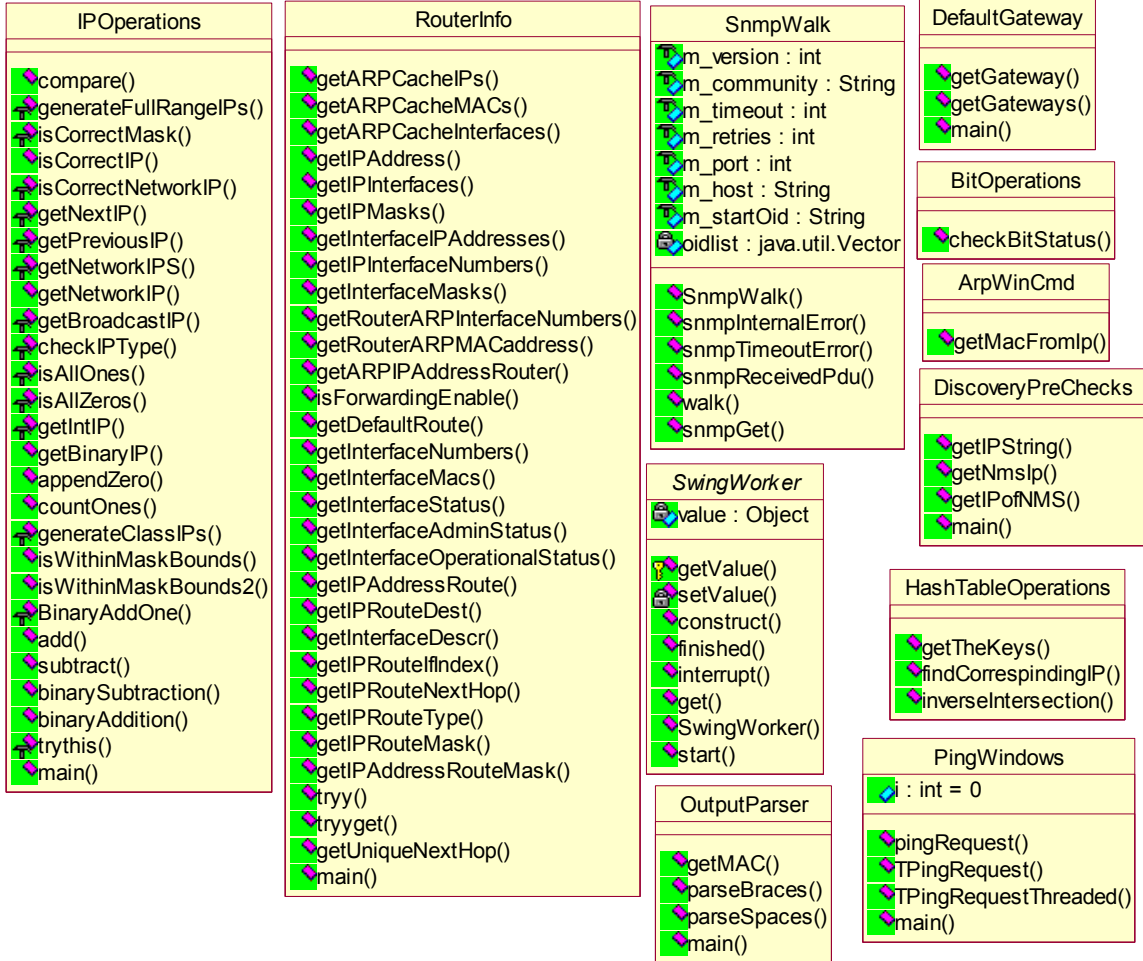 IPOperations
compare()
generateFullRangeIPs()
isCorrectMask()
isCorrectIP()
isCorrectNetworkIP()
getNextIP()
getPreviousIP()
getNetworkIPS()
getNetworkIP()
getBroadcastIP()
checkIPType()
isAllOnes()
isAllZeros()
getIntIP()
getBinaryIP()
appendZero()
countOnes()
generateClassIPs()
isWithinMaskBounds()
isWithinMaskBounds2()
BinaryAddOne()
add()
subtract()
binarySubtraction()
binaryAddition()
trythis()
main()
RouterInfo
getARPCacheIPs()
getARPCacheMACs()
getARPCacheInterfaces()
getIPAddress()
getIPInterfaces()
getIPMasks()
getInterfaceIPAddresses()
getIPInterfaceNumbers()
getInterfaceMasks()
getRouterARPInterfaceNumbers()
getRouterARPMACaddress()
getARPIPAddressRouter()
isForwardingEnable()
getDefaultRoute()
getInterfaceNumbers()
getInterfaceMacs()
getInterfaceStatus()
getInterfaceAdminStatus()
getInterfaceOperationalStatus()
getIPAddressRoute()
getIPRouteDest()
getInterfaceDescr()
getIPRouteIfIndex()
getIPRouteNextHop()
getIPRouteType()
getIPRouteMask()
getIPAddressRouteMask()
tryy()
tryyget()
getUniqueNextHop()
main()
SnmpWalk
m_version : int
m_community : String
m_timeout : int
m_retries : int
m_port : int
m_host : String
m_startOid : String
oidlist : java.util.Vector
SnmpWalk()
snmpInternalError()
snmpTimeoutError()
snmpReceivedPdu()
walk()
snmpGet()
SwingWorker
value : Object
getValue()
setValue()
construct()
finished()
interrupt()
get()
SwingWorker()
start()
OutputParser
getMAC()
parseBraces()
parseSpaces()
main()
DefaultGateway
getGateway()
getGateways()
main()
BitOperations
checkBitStatus()
ArpWinCmd
getMacFromIp()
DiscoveryPreChecks
getIPString()
getNmsIp()
getIPofNMS()
main()
HashTableOperations
getTheKeys()
findCorrespindingIP()
inverseIntersection()
PingWindows
i : int = 0
pingRequest()
TPingRequest()
TPingRequestThreaded()
main()